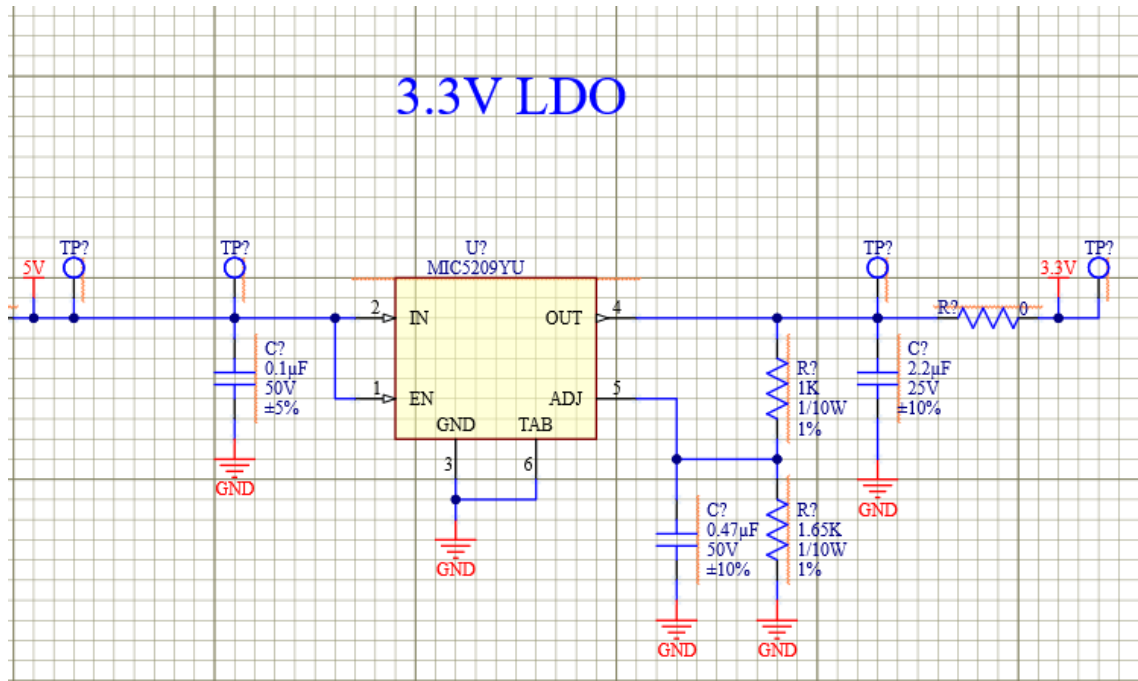 3.3V LDO
TP?
TP?
U?
MIC5209YU
TP?
TP?
5V
3.3V
2
IN
OUT
4
R?
0
C?
0.1µF
50V
±5%
1
EN
ADJ
5
R?
1K
1/10W
1%
C?
2.2µF
25V
±10%
GND
TAB
3
6
GND
GND
C?
0.47µF
50V
±10%
R?
1.65K
1/10W
1%
GND
GND
GND